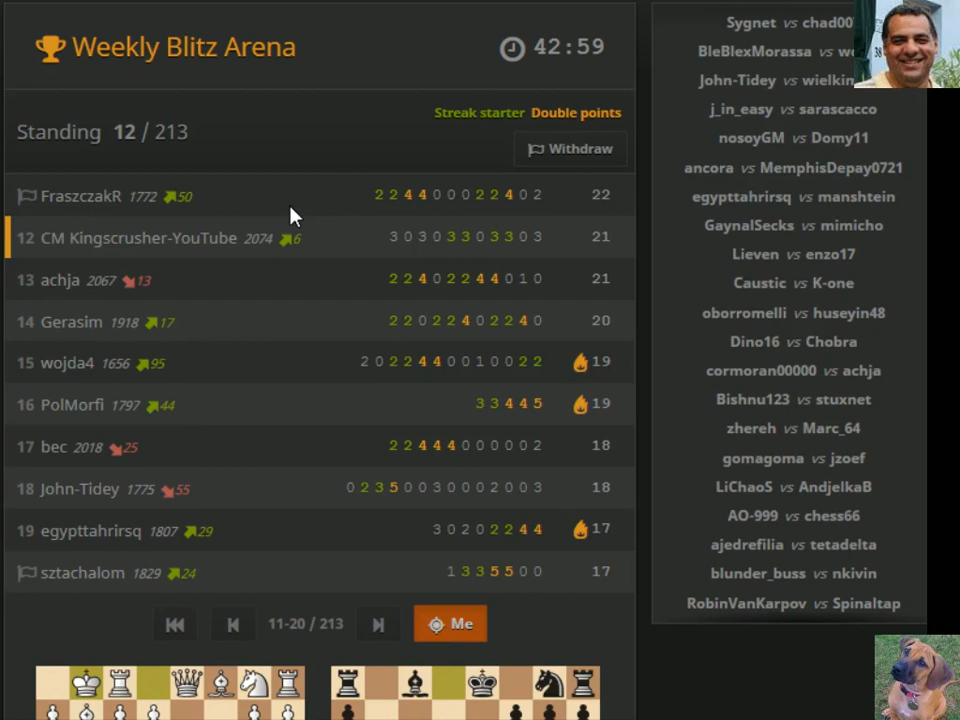 Weekly Blitz Arena
42:59
Streak starter Double points
Standing 12 / 213
Withdraw
FraszczakR 1772 50 2 2 4 4 0 0 0 2 2 4 0 2 22
12 CM Kingscrusher-YouTube 2074 6 3 0 3 0 3 3 0 3 3 0 3 21
13 achja 2067 13 2 2 4 0 2 2 4 4 0 1 0 21
14 Gerasim 1918 17 2 2 0 2 2 4 0 2 2 4 0 20
15 wojda4 1656 95 2 0 2 2 4 4 0 0 1 0 0 2 2 19
16 PolMorfi 1797 44 3 3 4 4 5 19
17 bec 2018 25 2 2 4 4 4 0 0 0 0 0 2 18
18 John-Tidey 1775 55 0 2 3 5 0 0 3 0 0 0 2 0 0 3 18
19 egypttahrirsq 1807 29 3 0 2 0 2 2 4 4 17
sztachalom 1829 24 1 3 3 5 5 0 0 17
11-20 / 213
Me
Sygnet vs chad00
BleBlexMorassa vs
John-Tidey vs wielkin
j_in_easy vs sarascacco
nosoyGM vs Domy11
ancora vs MemphisDepay0721
egypttahrirsq vs manshtein
GaynalSecks vs mimicho
Lieven vs enzo17
Caustic vs K-one
oborromelli vs huseyin48
Dino16 vs Chobra
cormoran00000 vs achja
Bishnu123 vs stuxnet
zhereh vs Marc_64
gomagoma vs jzoef
LiChaoS vs AndjelkaB
AO-999 vs chess66
ajedrefilia vs tetadelta
blunder_buss vs nkivin
RobinVanKarpov vs Spinaltap